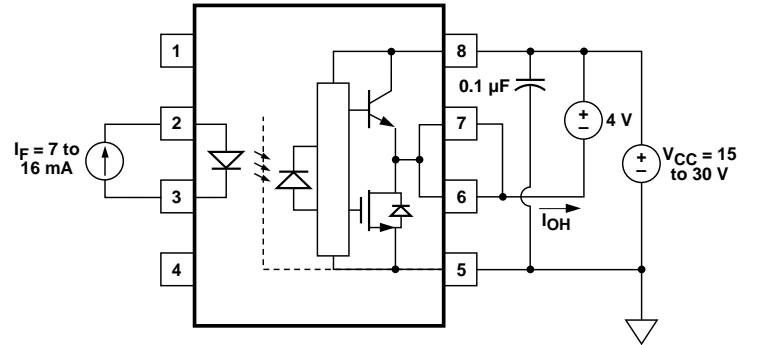 1
8
0.1 µF
2
7
+
–
4 V
I_F = 7 to
16 mA
+
–
V_CC = 15
to 30 V
3
6
I_OH
4
5